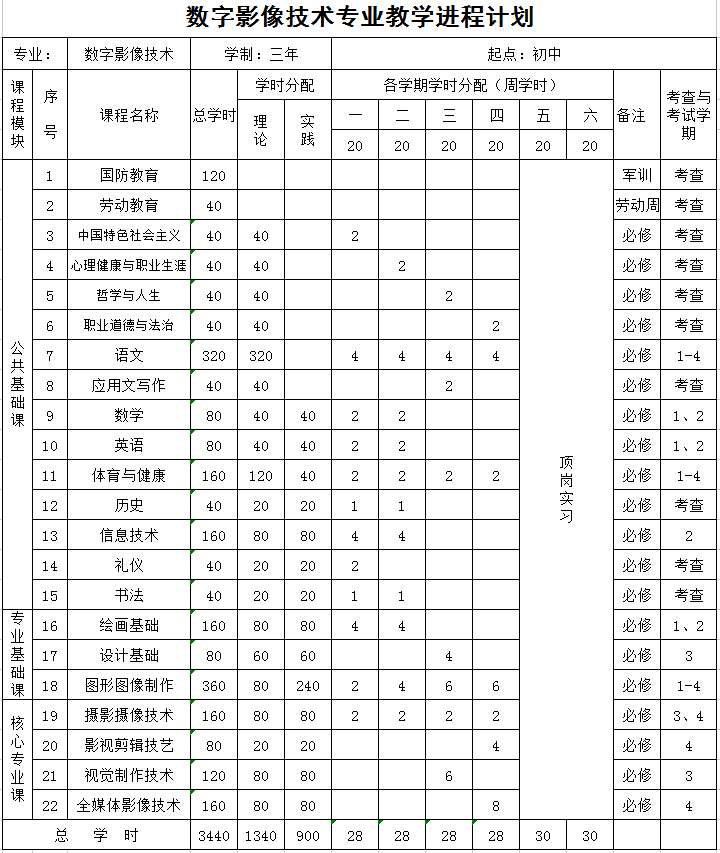 数字影像技术专业教学进程计划
专业： 数字影像技术 学制：三年 起点：初中
课程模块 序号 课程名称 总学时 学时分配 各学期学时分配（周学时） 备注 考查与考试学期
理论 实践 一 二 三 四 五 六
20 20 20 20 20 20
公共基础课
1 国防教育 120 军训 考查
2 劳动教育 40 劳动周 考查
3 中国特色社会主义 40 40 2 必修 考查
4 心理健康与职业生涯 40 40 2 必修 考查
5 哲学与人生 40 40 2 必修 考查
6 职业道德与法治 40 40 2 必修 考查
7 语文 320 320 4 4 4 4 必修 1-4
8 应用文写作 40 40 2 必修 考查
9 数学 80 40 40 2 2 必修 1、2
10 英语 80 40 40 2 2 必修 1、2
11 体育与健康 160 120 40 2 2 2 2 必修 1-4
12 历史 40 20 20 1 1 必修 考查
13 信息技术 160 80 80 4 4 必修 2
14 礼仪 40 20 20 2 必修 考查
15 书法 40 20 20 1 1 必修 考查
顶岗实习
专业基础课
16 绘画基础 160 80 80 4 4 必修 1、2
17 设计基础 80 60 60 4 必修 3
18 图形图像制作 360 80 240 2 4 6 6 必修 1-4
核心专业课
19 摄影摄像技术 160 80 80 2 2 2 2 必修 3、4
20 影视剪辑技艺 80 20 20 4 必修 4
21 视觉制作技术 120 80 80 6 必修 3
22 全媒体影像技术 160 80 80 8 必修 4
总 学 时 3440 1340 900 28 28 28 28 30 30